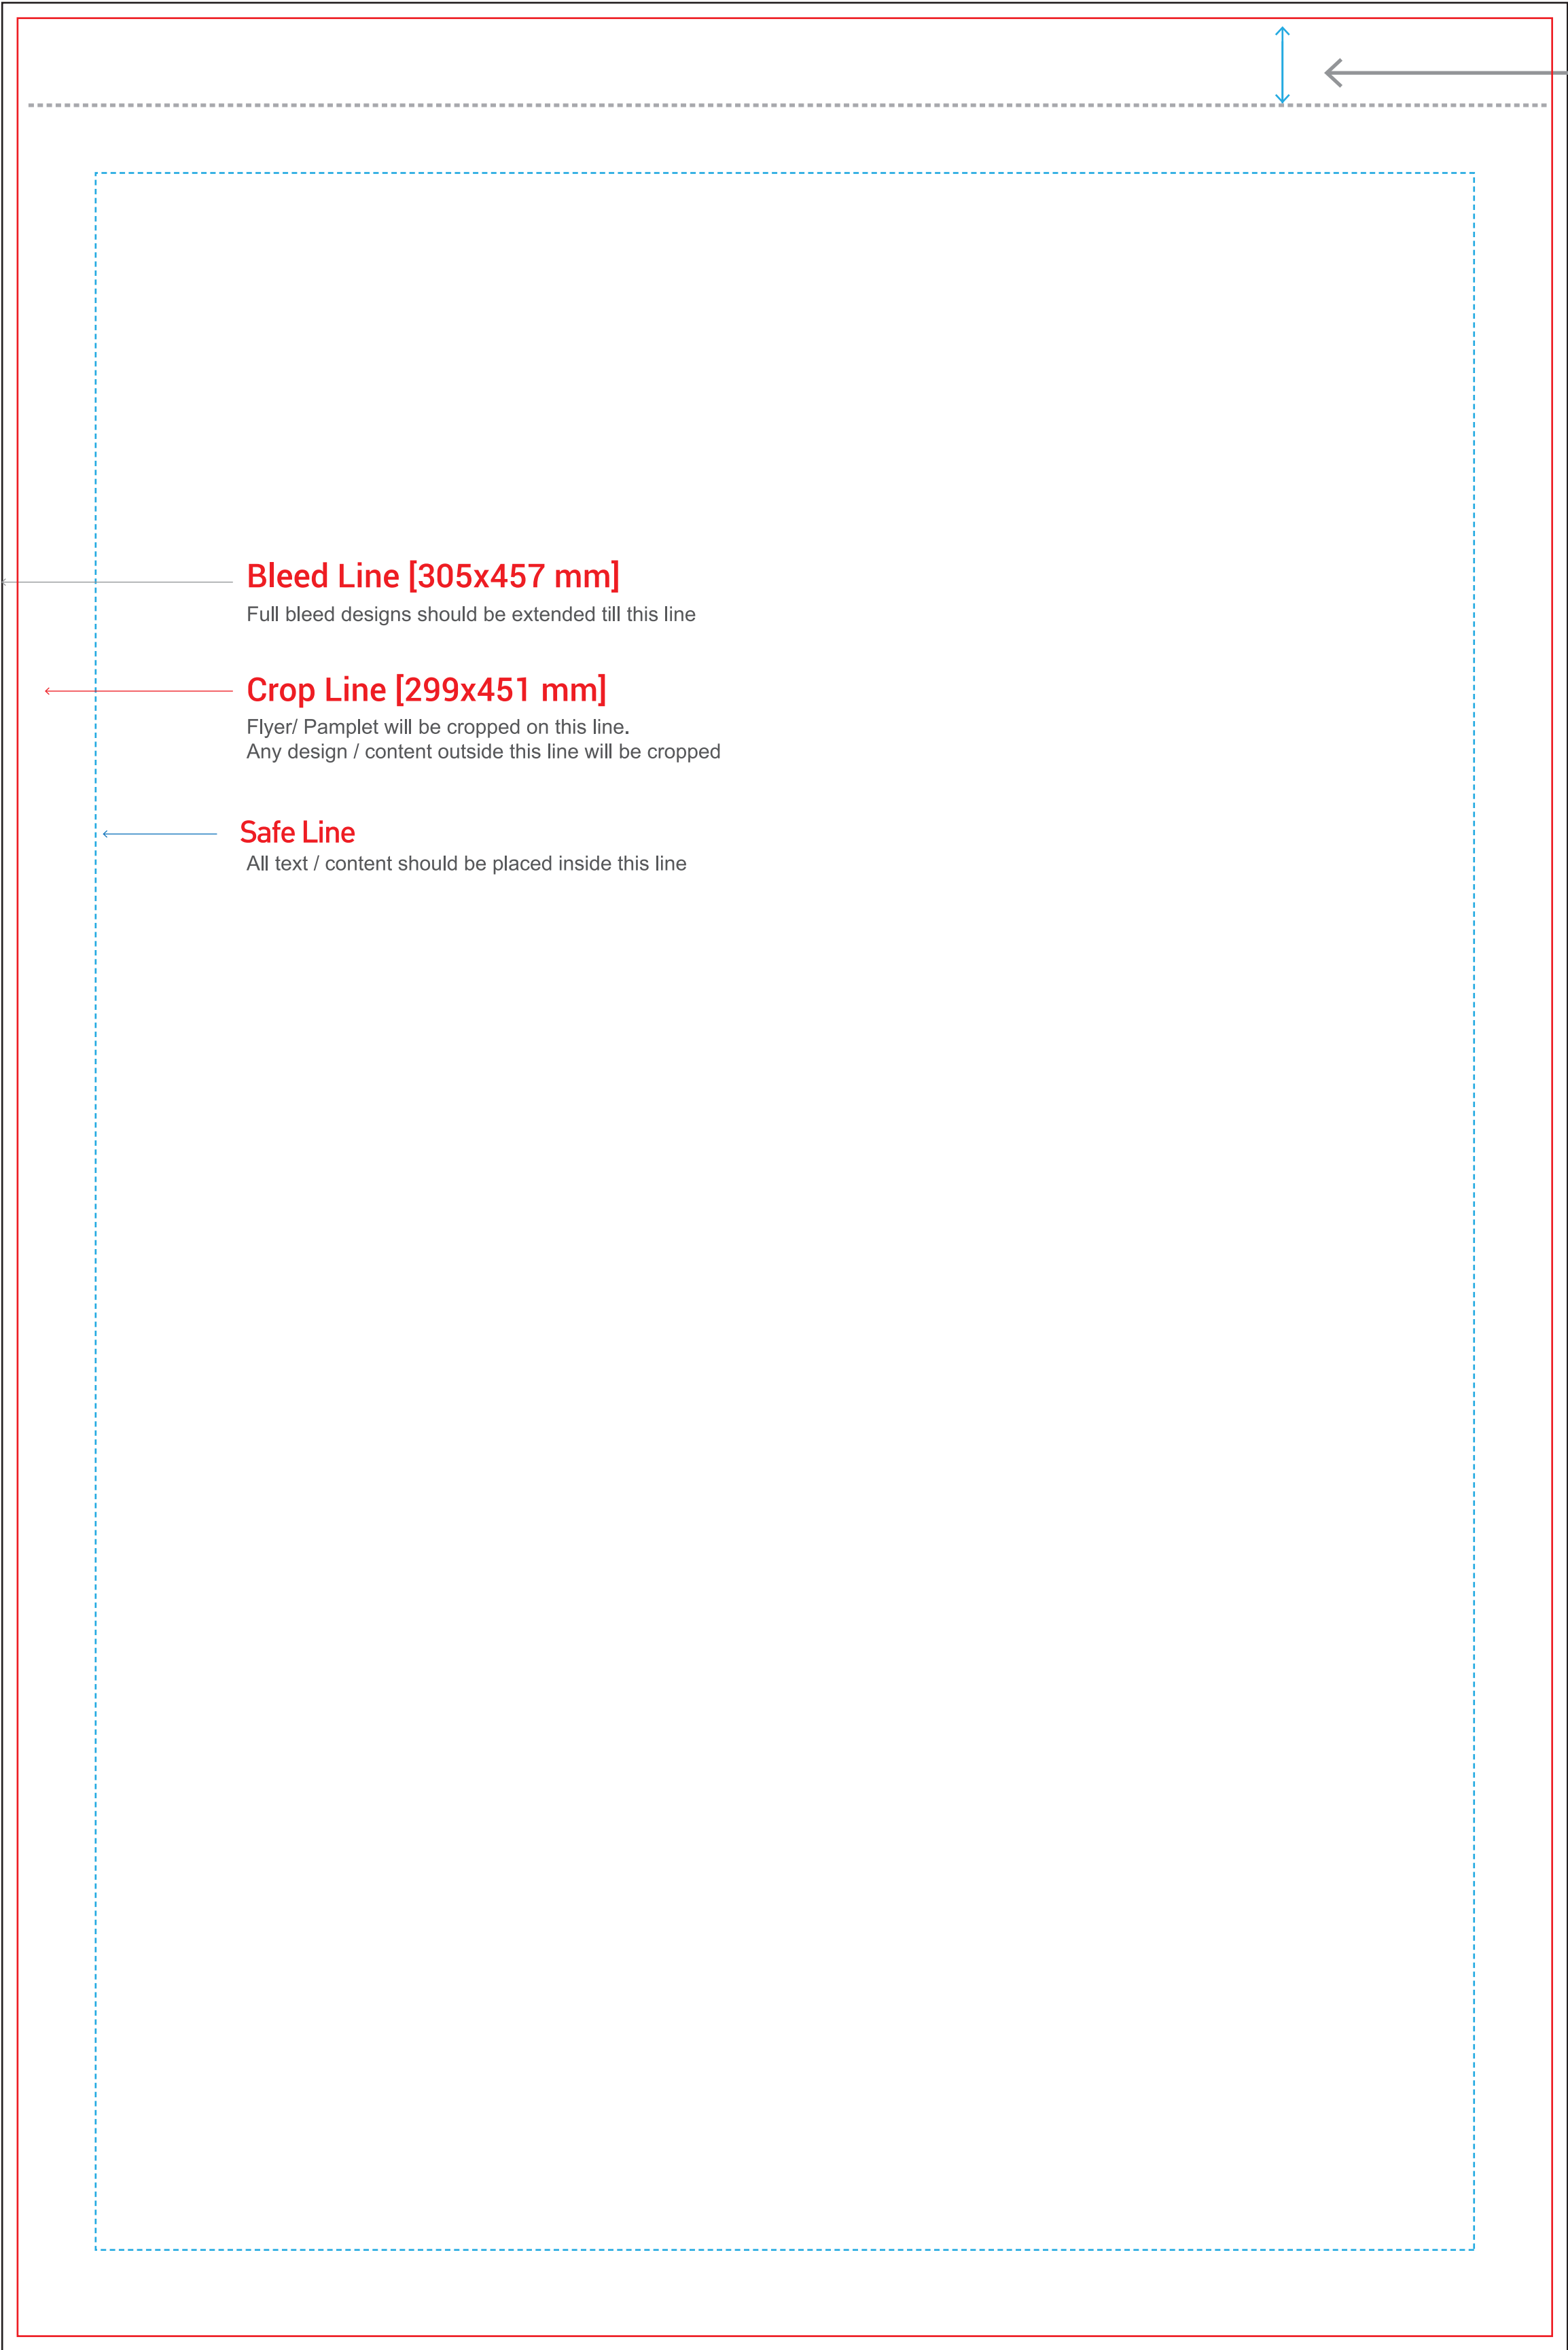 Bleed Line [305x457 mm]
Full bleed designs should be extended till this line
Crop Line [299x451 mm]
Flyer/ Pamplet will be cropped on this line.
Any design / content outside this line will be cropped
Safe Line
All text / content should be placed inside this line